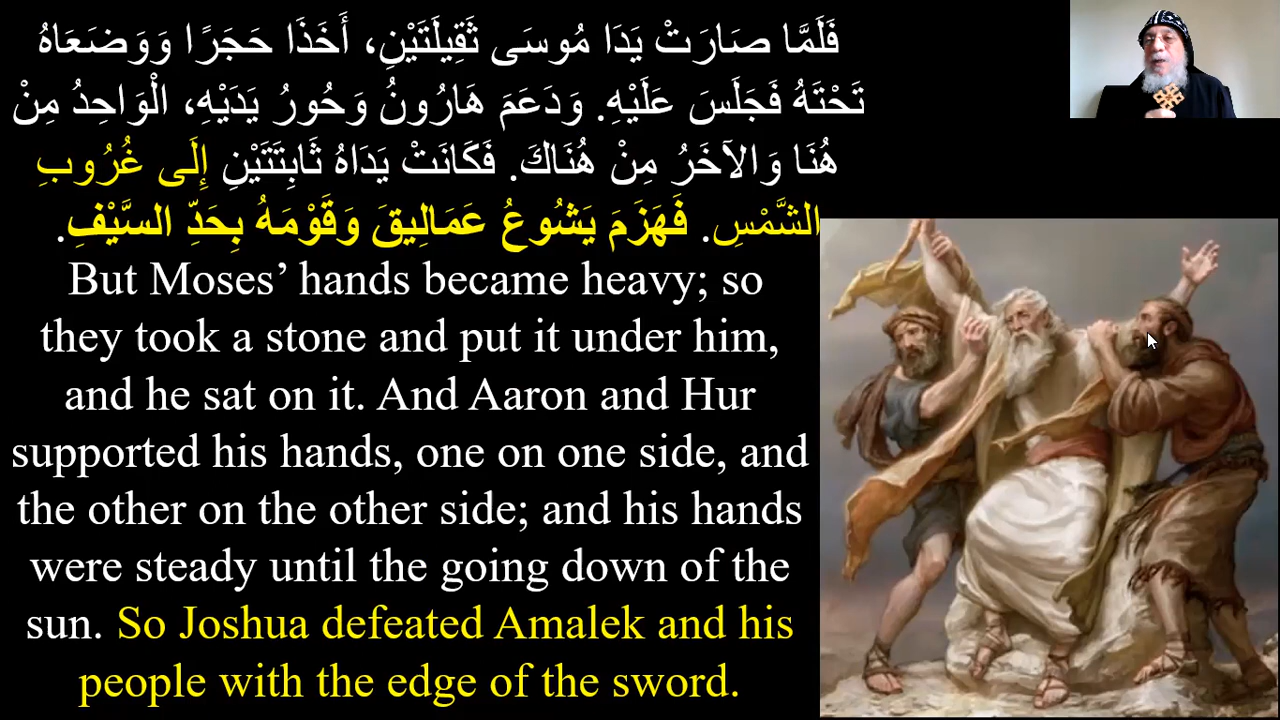 فَلَمَّا صَارَتْ يَدَا مُوسَى ثَقِيلَتَيْنِ، أَخَذَا حَجَرًا وَوَضَعَاهُ
تَحْتَهُ فَجَلَسَ عَلَيْهِ. وَدَعَمَ هَارُونُ وَحُورُ يَدَيْهِ، الْوَاحِدُ مِنْ
هُنَا وَالآخَرُ مِنْ هُنَاكَ. فَكَانَتْ يَدَاهُ ثَابِتَتَيْنِ إِلَى غُرُوبِ
الشَّمْسِ. فَهَزَمَ يَشُوعُ عَمَالِيقَ وَقَوْمَهُ بِحَدِّ السَّيْفِ.
But Moses’ hands became heavy; so
they took a stone and put it under him,
and he sat on it. And Aaron and Hur
supported his hands, one on one side, and
the other on the other side; and his hands
were steady until the going down of the
sun. So Joshua defeated Amalek and his
people with the edge of the sword.